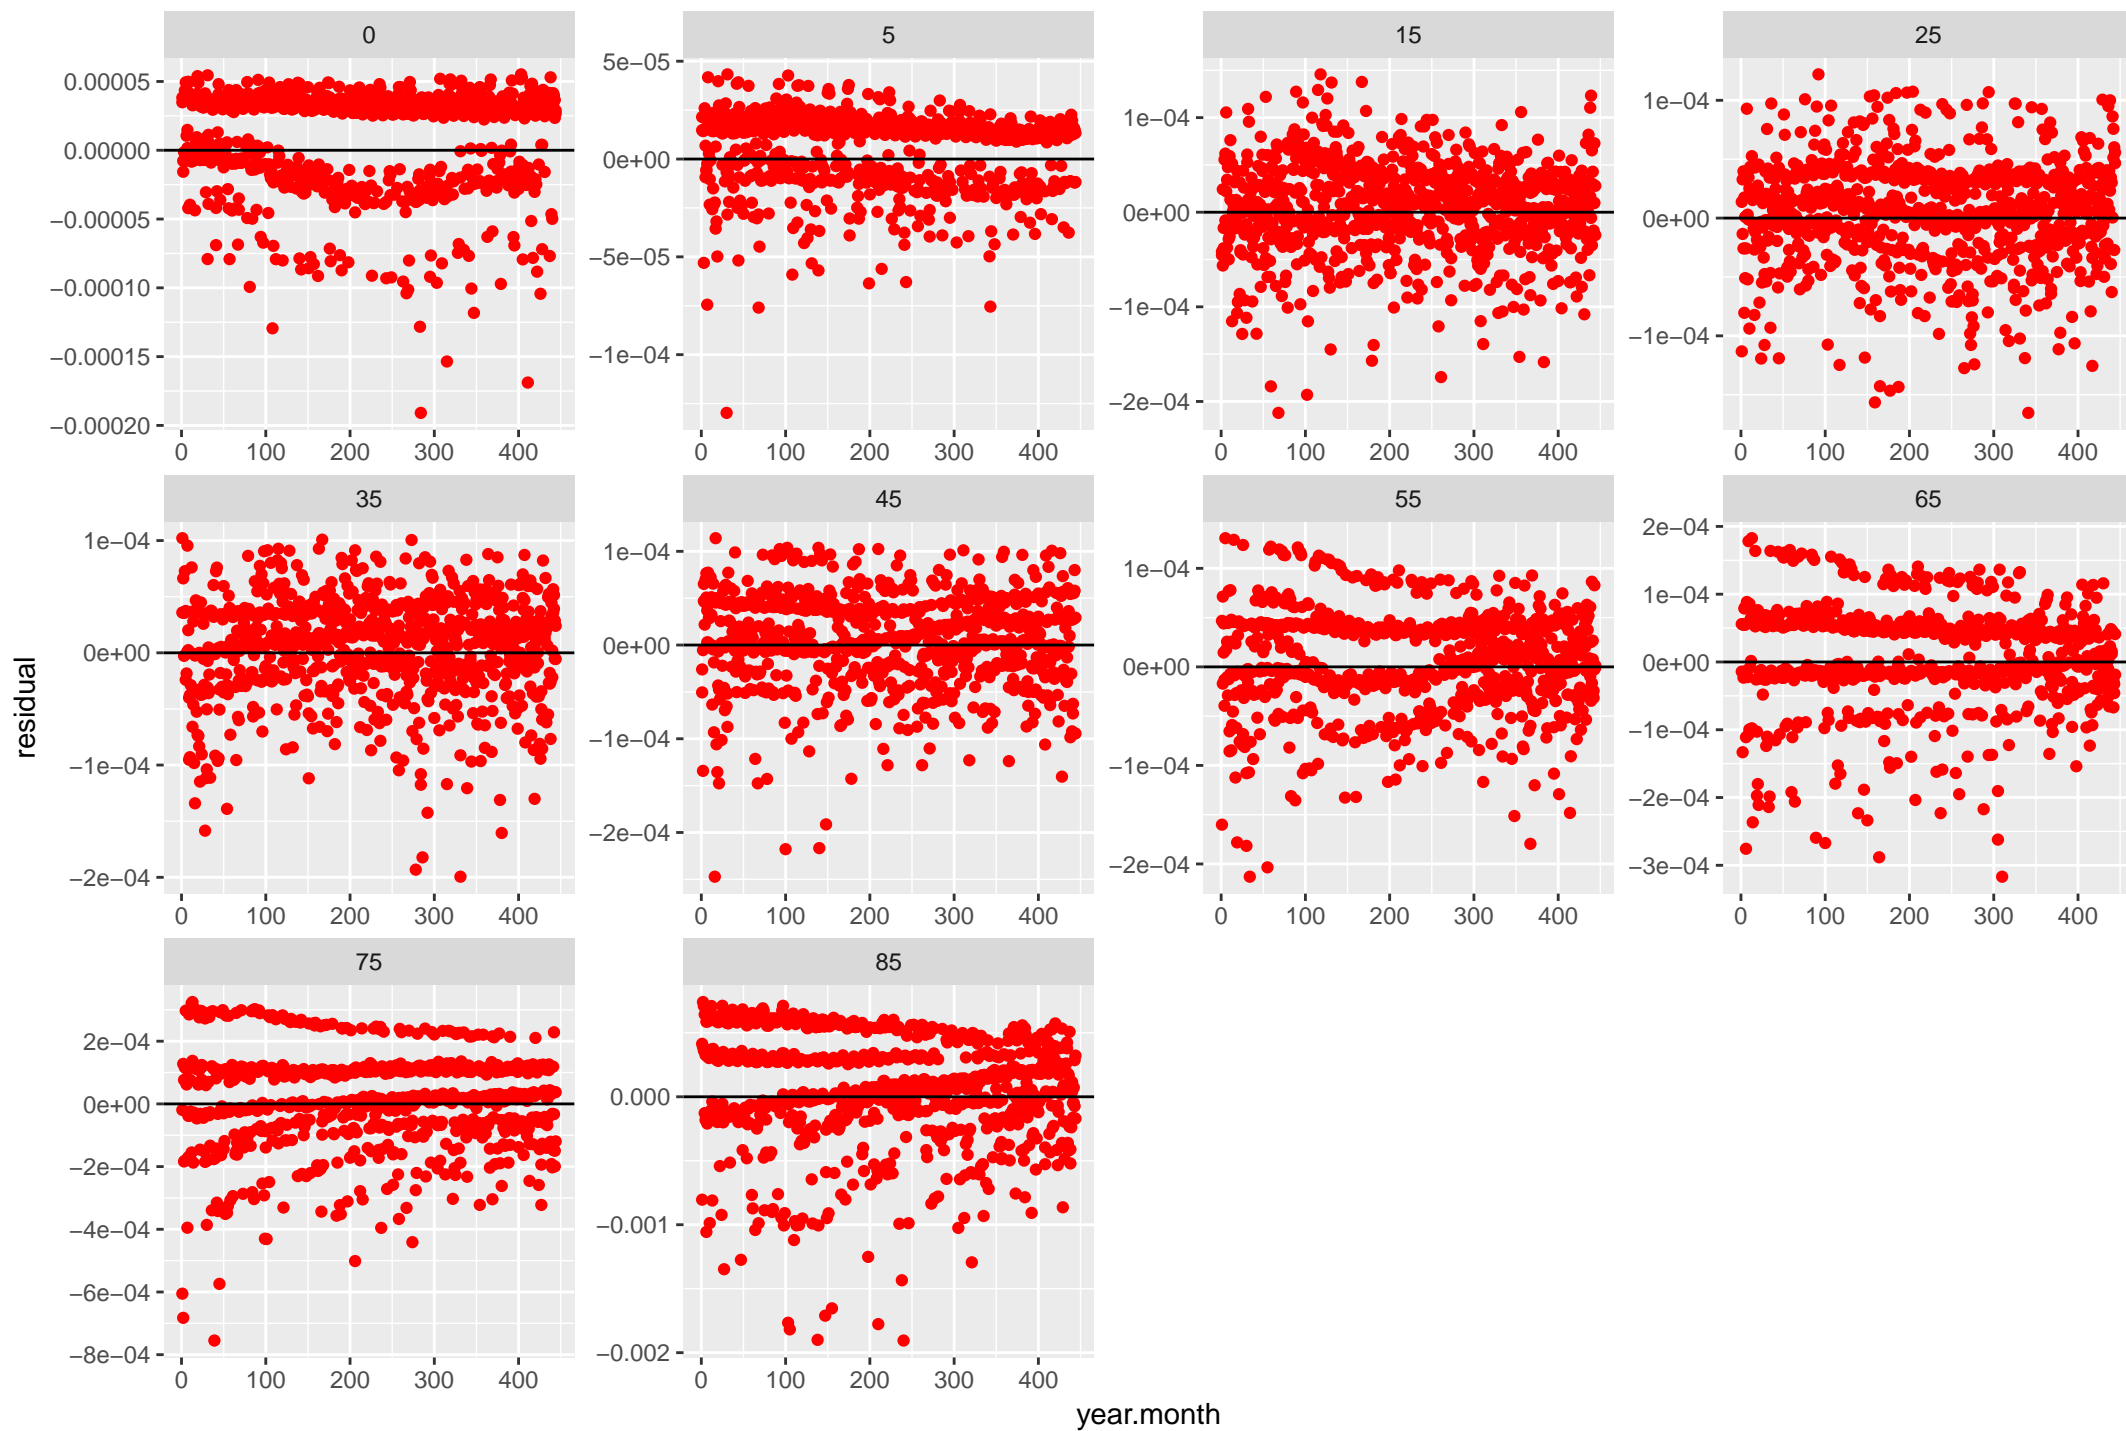 0 5 15 25
0.00005
0.00000
−0.00005
−0.00010
−0.00015
−0.00020
0 100 200 300 400
5e−05
0e+00
−5e−05
−1e−04
0 100 200 300 400
1e−04
0e+00
−1e−04
−2e−04
0 100 200 300 400
1e−04
0e+00
−1e−04
0 100 200 300 400
35 45 55 65
1e−04
0e+00
−1e−04
−2e−04
0 100 200 300 400
1e−04
0e+00
−1e−04
−2e−04
0 100 200 300 400
1e−04
0e+00
−1e−04
−2e−04
0 100 200 300 400
2e−04
1e−04
0e+00
−1e−04
−2e−04
−3e−04
0 100 200 300 400
residual
75 85
2e−04
0e+00
−2e−04
−4e−04
−6e−04
−8e−04
0 100 200 300 400
0.000
−0.001
−0.002
0 100 200 300 400
year.month